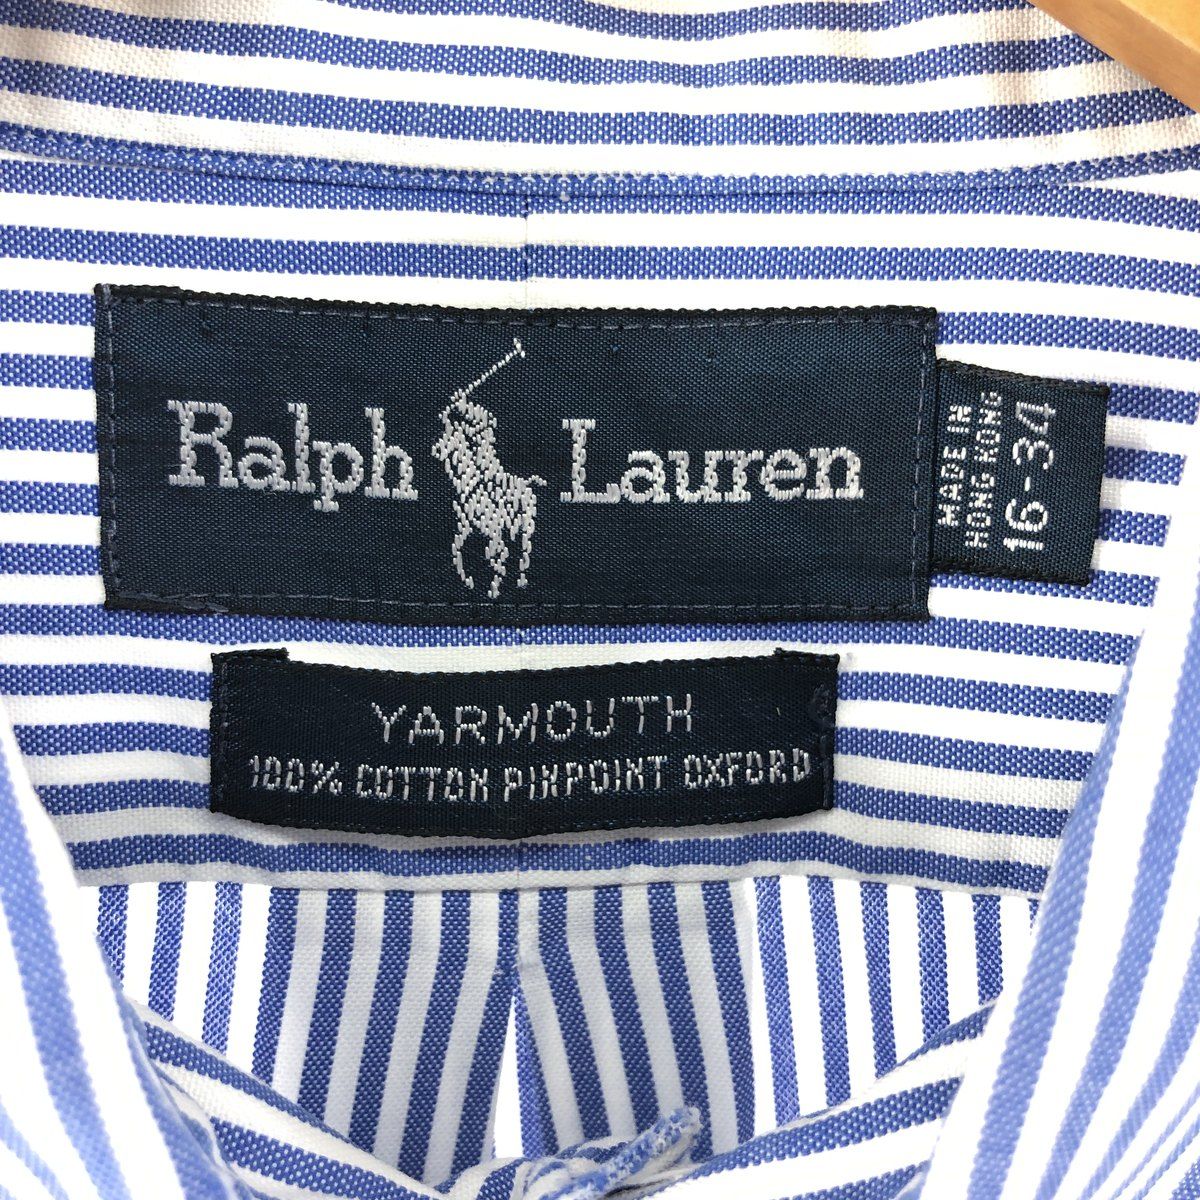 Ralph Lauren
MADE IN
HONG KONG
16-34
YARMOUTH
100% COTTON PINPOINT OXFORD